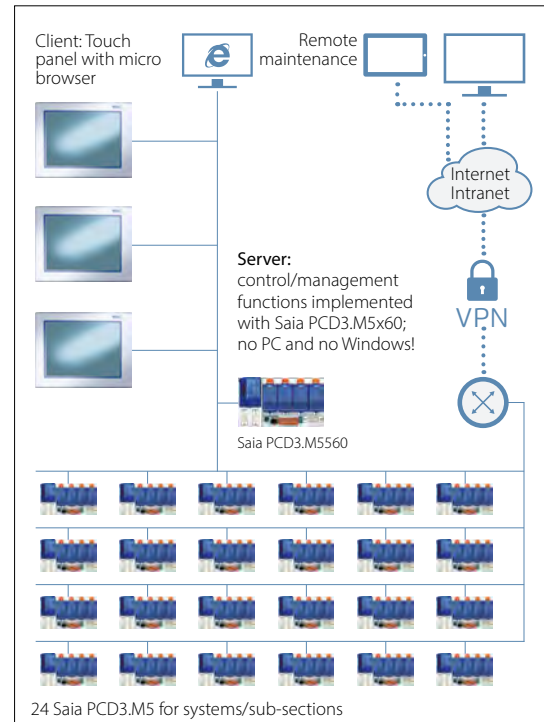 Client: Touch
panel with micro
browser
Remote
maintenance
Internet
Intranet
Server:
control/management
functions implemented
with Saia PCD3.M5x60;
no PC and no Windows!
VPN
Saia PCD3.M5560
24 Saia PCD3.M5 for systems/sub-sections